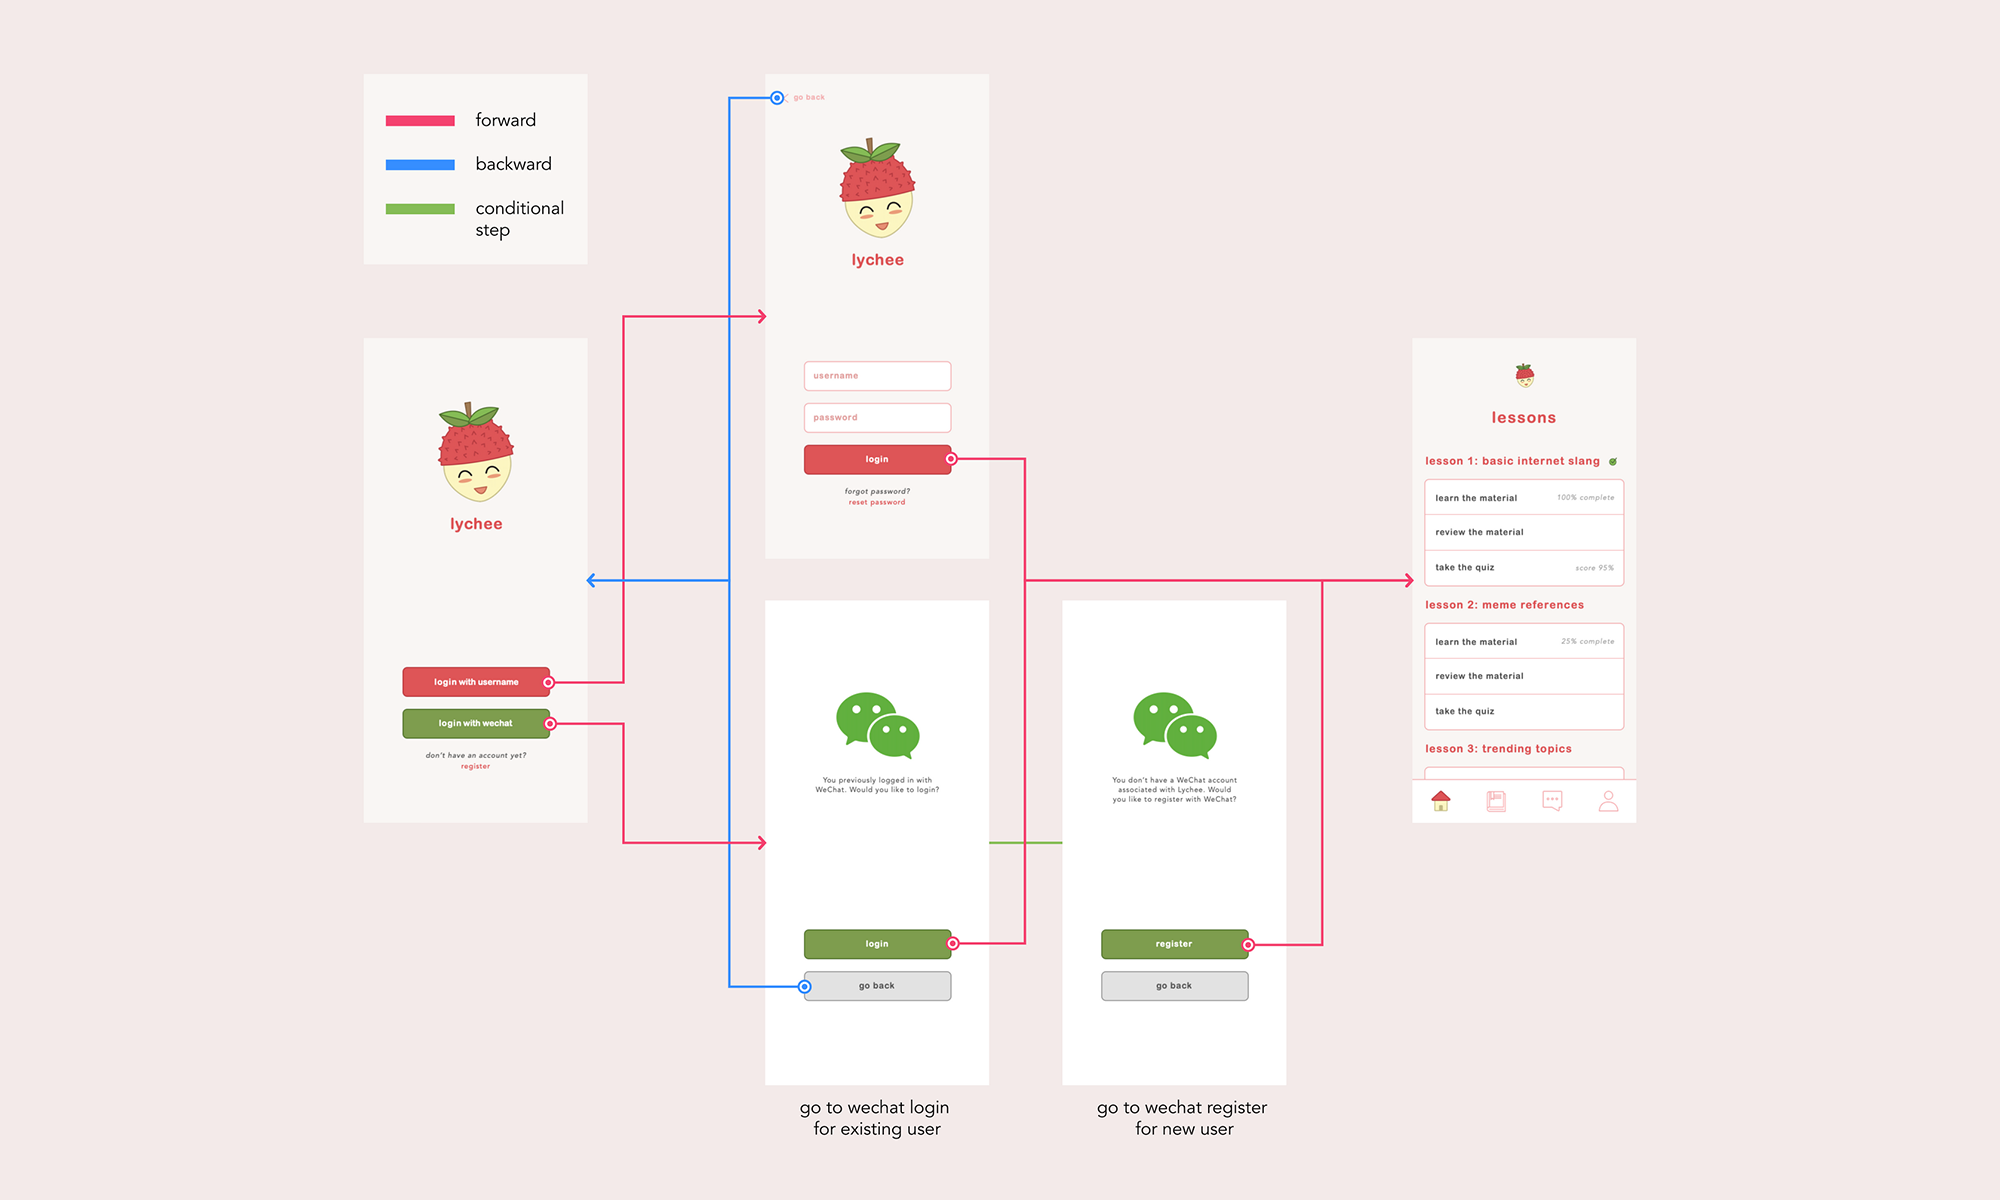 forward
backward
conditional
step
lychee
login with username
login with wechat
don't have an account yet?
register
go back
lychee
username
password
login
forgot password?
reset password
You previously logged in with
WeChat. Would you like to login?
login
go back
go to wechat login
for existing user
You don't have a WeChat account
associated with Lychee. Would
you like to register with WeChat?
register
go back
go to wechat register
for new user
lessons
lesson 1: basic internet slang
learn the material 100% complete
review the material
take the quiz score 95%
lesson 2: meme references
learn the material 25% complete
review the material
take the quiz
lesson 3: trending topics